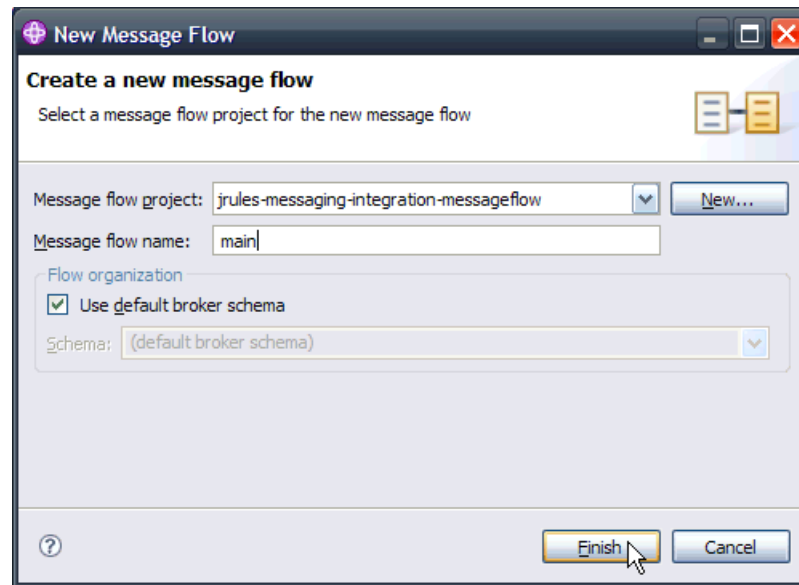 New Message Flow
Create a new message flow
Select a message flow project for the new message flow
Message flow project: jrules-messaging-integration-messageflow New...
Message flow name: main
Flow organization
Use default broker schema
Schema: (default broker schema)
? Finish Cancel